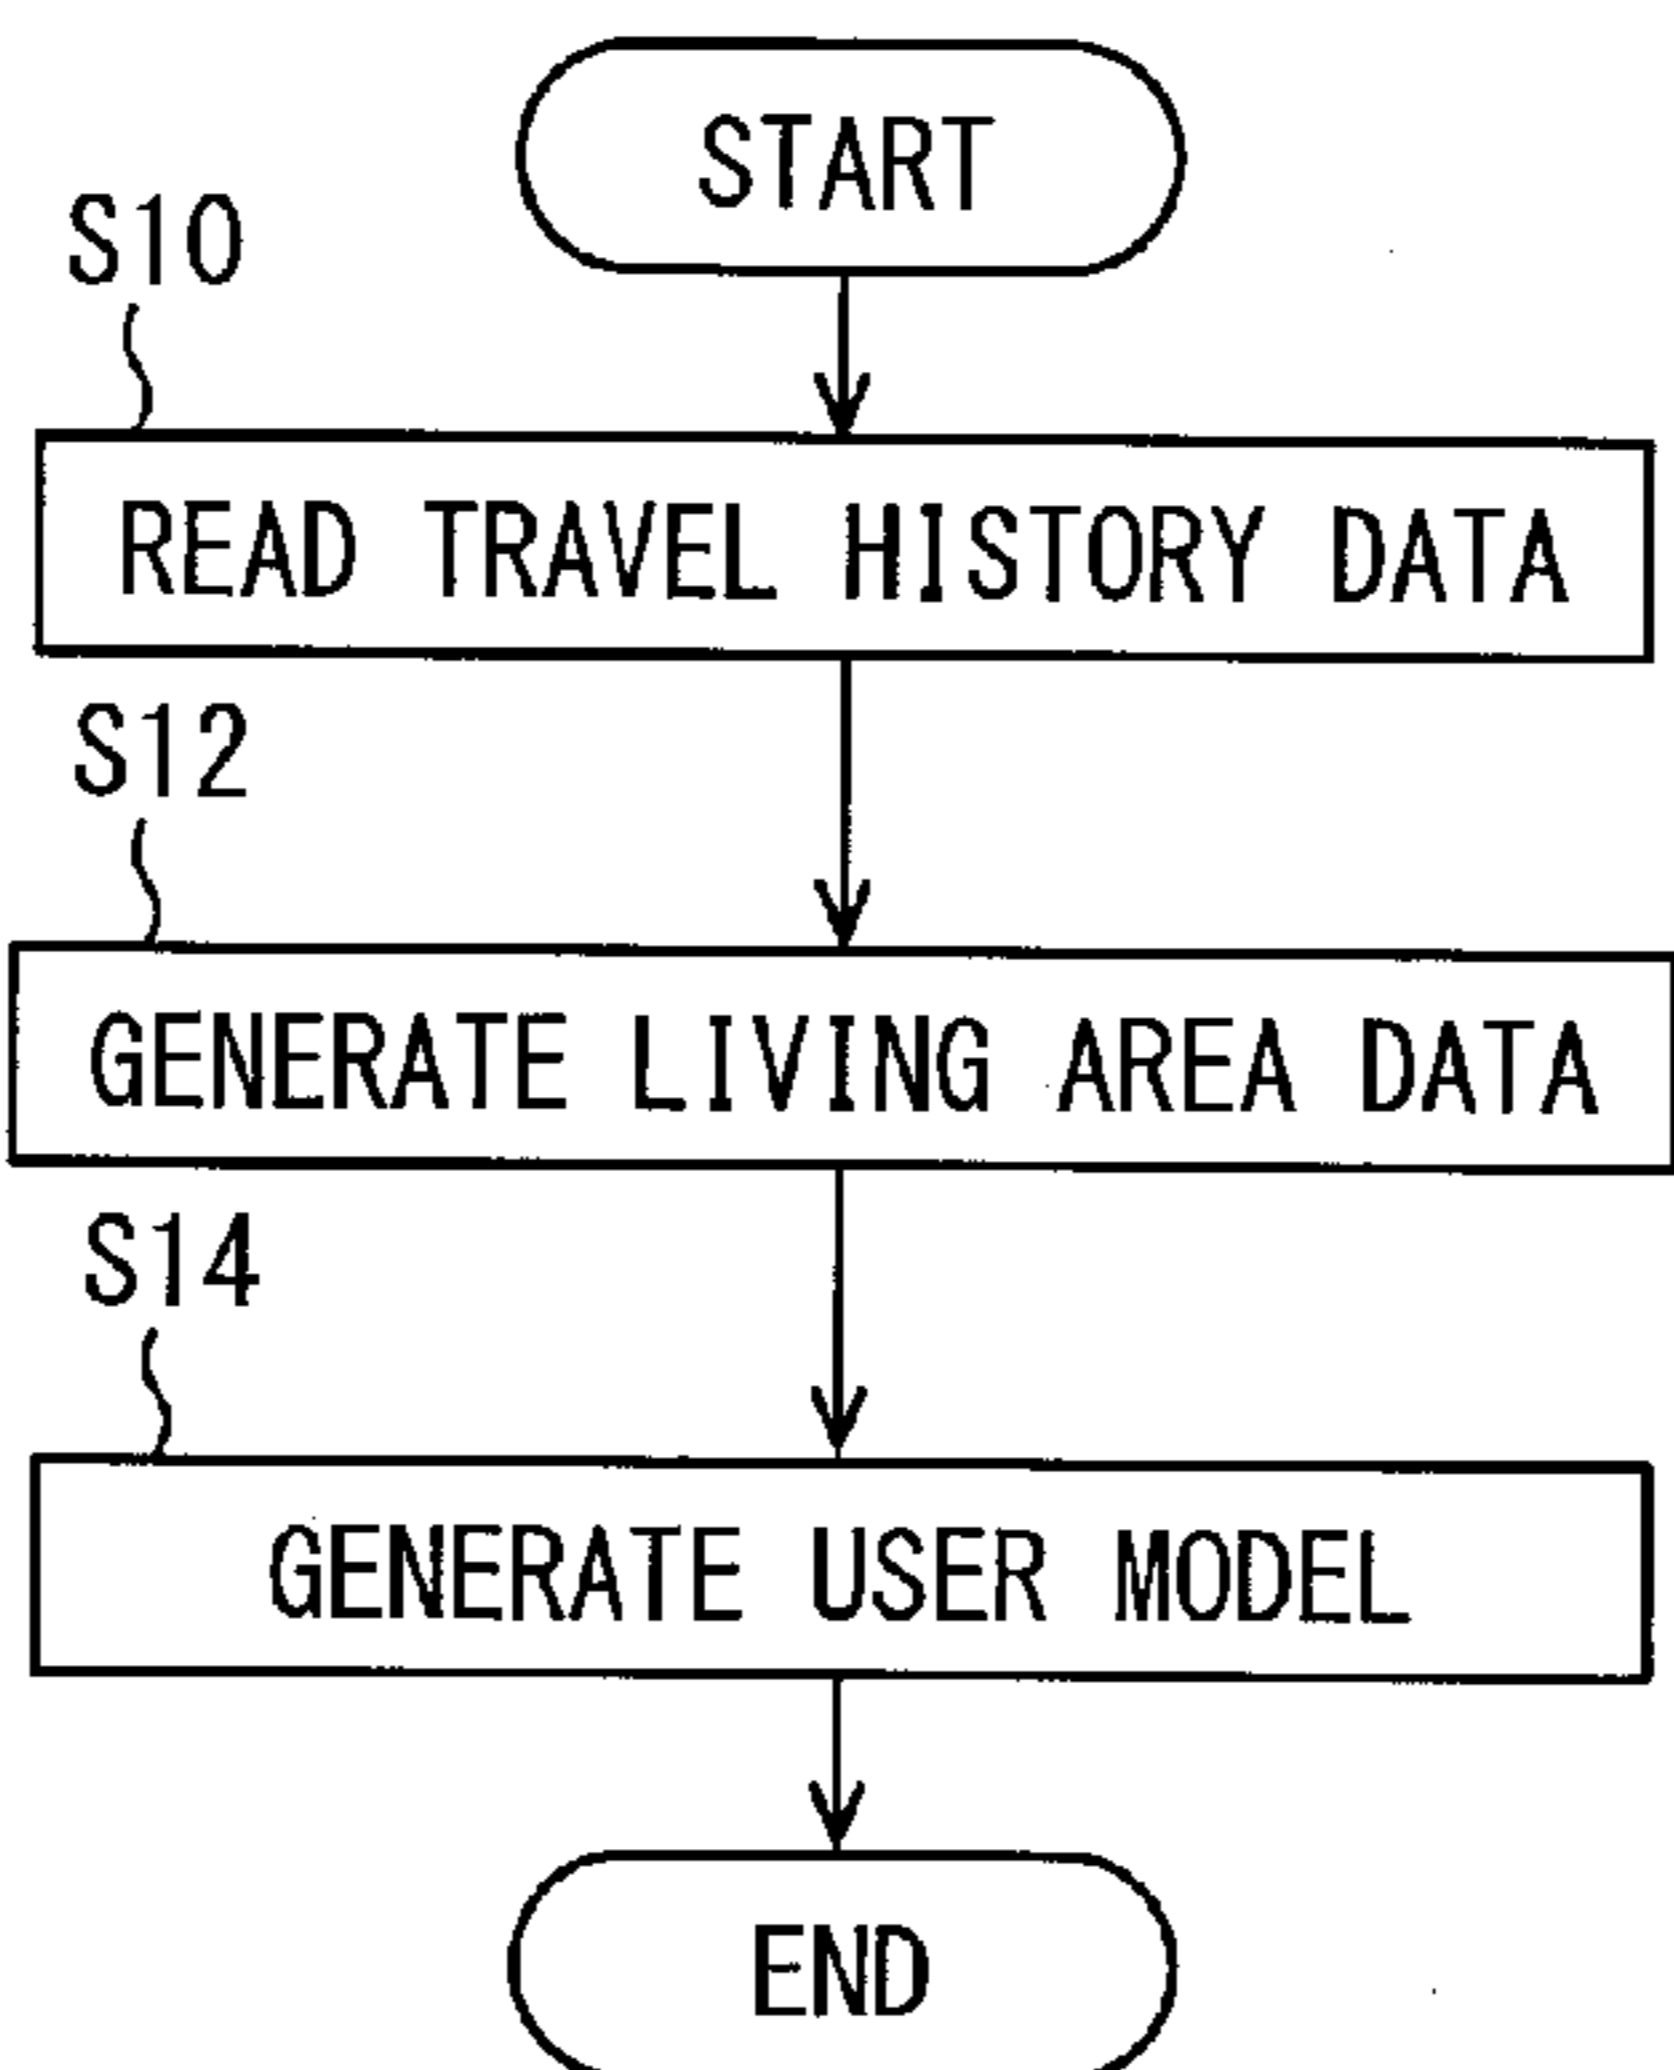 START
S10
READ TRAVEL HISTORY DATA
S12
GENERATE LIVING AREA DATA
S14
GENERATE USER MODEL
END